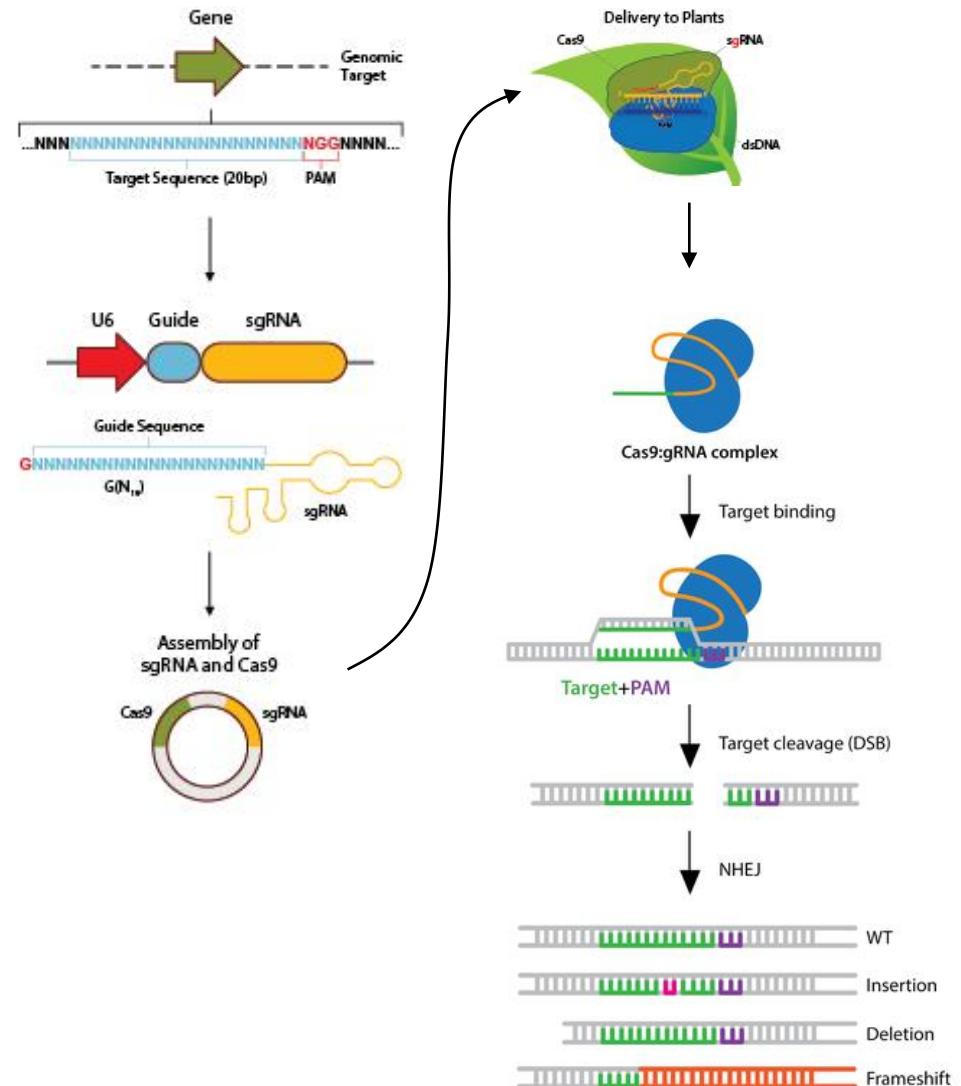 Gene
Genomic
Target
...NNNNNNNNNNNNNNNNNNNNNNNNGGNNNN...
Target Sequence (20bp)
PAM
U6
Guide
sgRNA
Guide Sequence
GNNNNNNNNNNNNNNNNNNNN
G(N₁₉)
sgRNA
Assembly of
sgRNA and Cas9
Cas9
sgRNA
Delivery to Plants
Cas9
sgRNA
dsDNA
Cas9:gRNA complex
Target binding
Target+PAM
Target cleavage (DSB)
NHEJ
WT
Insertion
Deletion
Frameshift